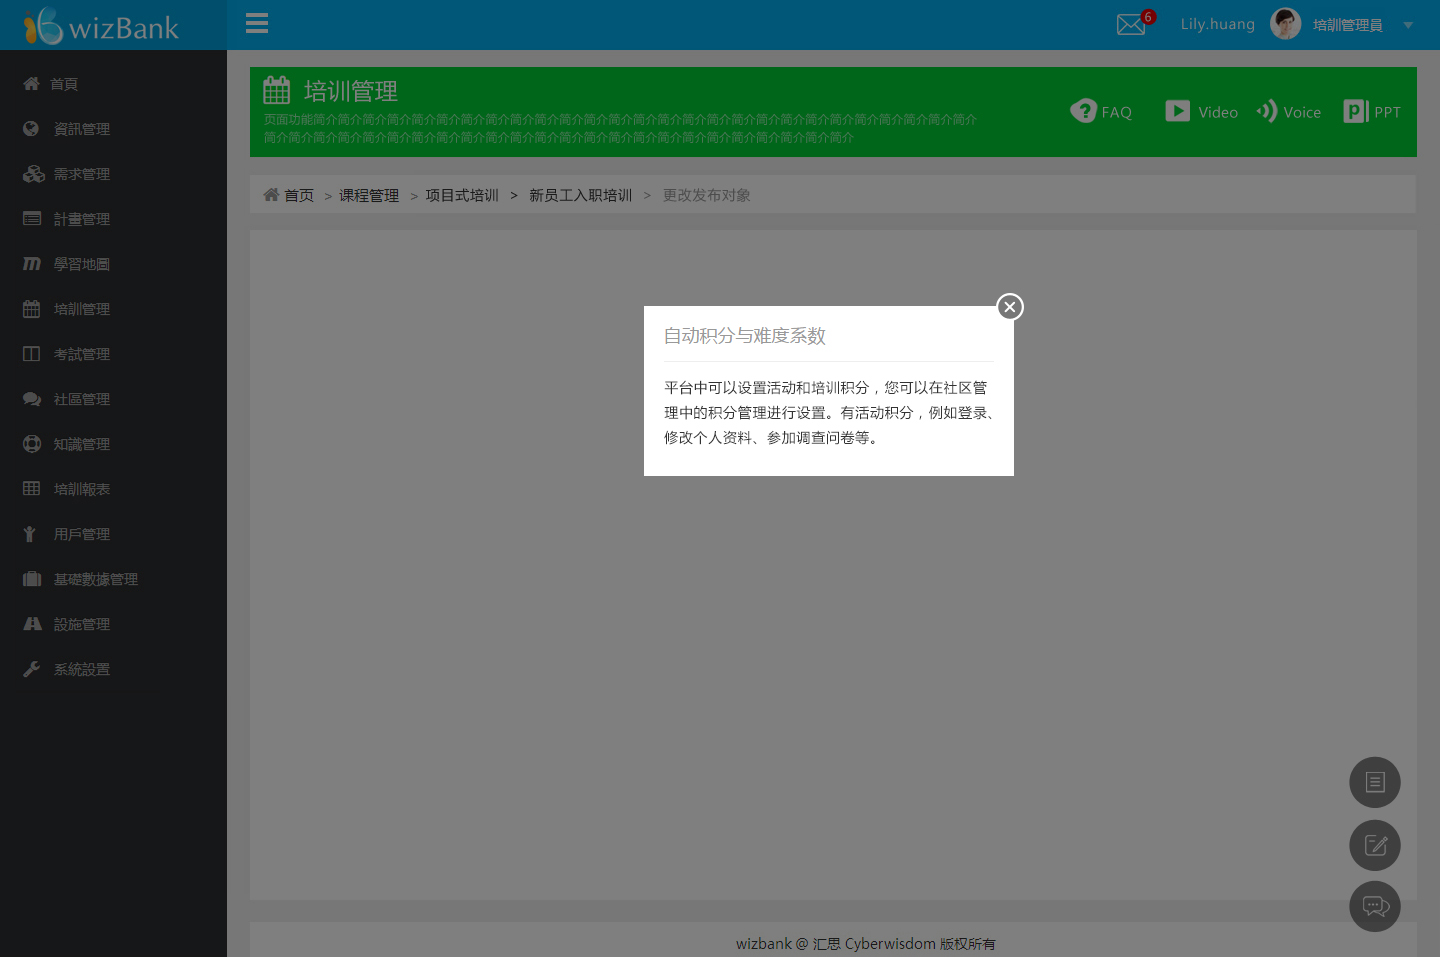 wizBank
6
Lily.huang
培訓管理員
首頁
資訊管理
需求管理
計畫管理
學習地圖
培訓管理
考試管理
社區管理
知識管理
培訓報表
用戶管理
基礎數據管理
設施管理
系統設置
培训管理
页面功能简介简介简介简介简介简介简介简介简介简介简介简介简介简介简介简介简介简介简介简介简介简介简介简介简介简介简介
简介简介简介简介简介简介简介简介简介简介简介简介简介简介简介简介简介简介简介简介简介简介简介简介
FAQ
Video
Voice
PPT
首页 > 课程管理 > 项目式培训 > 新员工入职培训 > 更改发布对象
自动积分与难度系数
平台中可以设置活动和培训积分，您可以在社区管
理中的积分管理进行设置。有活动积分，例如登录、
修改个人资料、参加调查问卷等。
wizbank @ 汇思 Cyberwisdom 版权所有